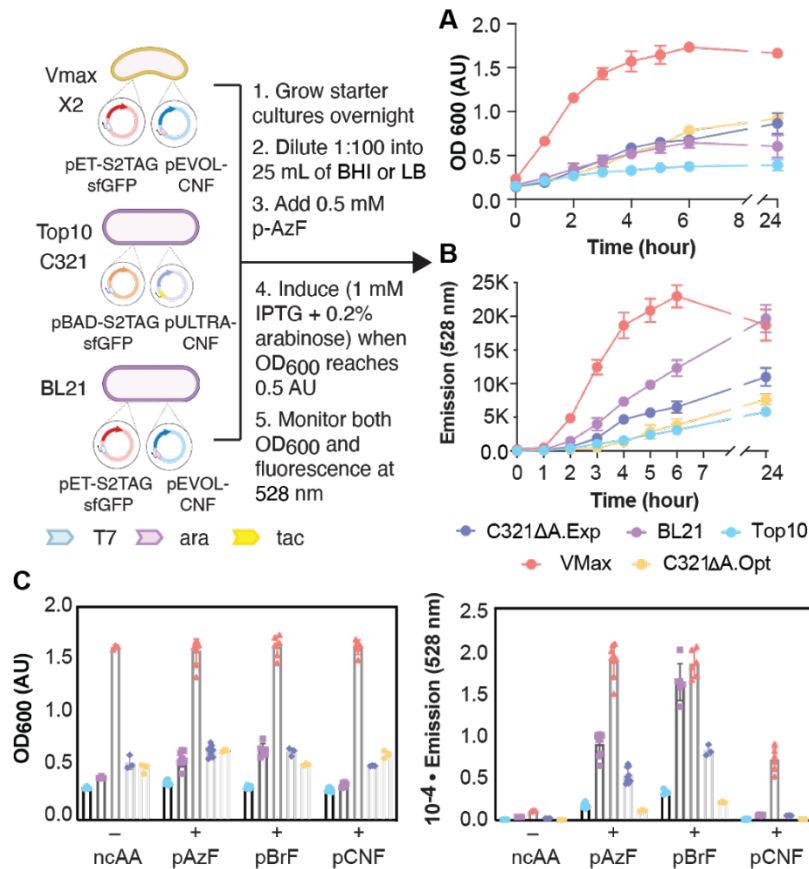 Vmax
X2
pET-S2TAG pEVOL-
sfGFP CNF
Top10
C321
pBAD-S2TAG pULTRA-
sfGFP CNF
BL21
pET-S2TAG pEVOL-
sfGFP CNF
T7 ara tac
1. Grow starter
cultures overnight
2. Dilute 1:100 into
25 mL of BHI or LB
3. Add 0.5 mM
p-AzF
4. Induce (1 mM
IPTG + 0.2%
arabinose) when
OD600 reaches
0.5 AU
5. Monitor both
OD600 and
fluorescence at
528 nm
A
OD 600 (AU)
2.0
1.5
1.0
0.5
0.0
0 2 4 6 8 24
Time (hour)
B
Emission (528 nm)
25K
20K
15K
10K
5K
0
0 1 2 3 4 5 6 7 24
Time (hour)
C321ΔA.Exp BL21 Top10
VMax C321ΔA.Opt
C
OD600 (AU)
2.0
1.5
1.0
0.5
0.0
– + + +
ncAA pAzF pBrF pCNF
10-4 • Emission (528 nm)
2.5
2.0
1.5
1.0
0.5
0.0
– + + +
ncAA pAzF pBrF pCNF